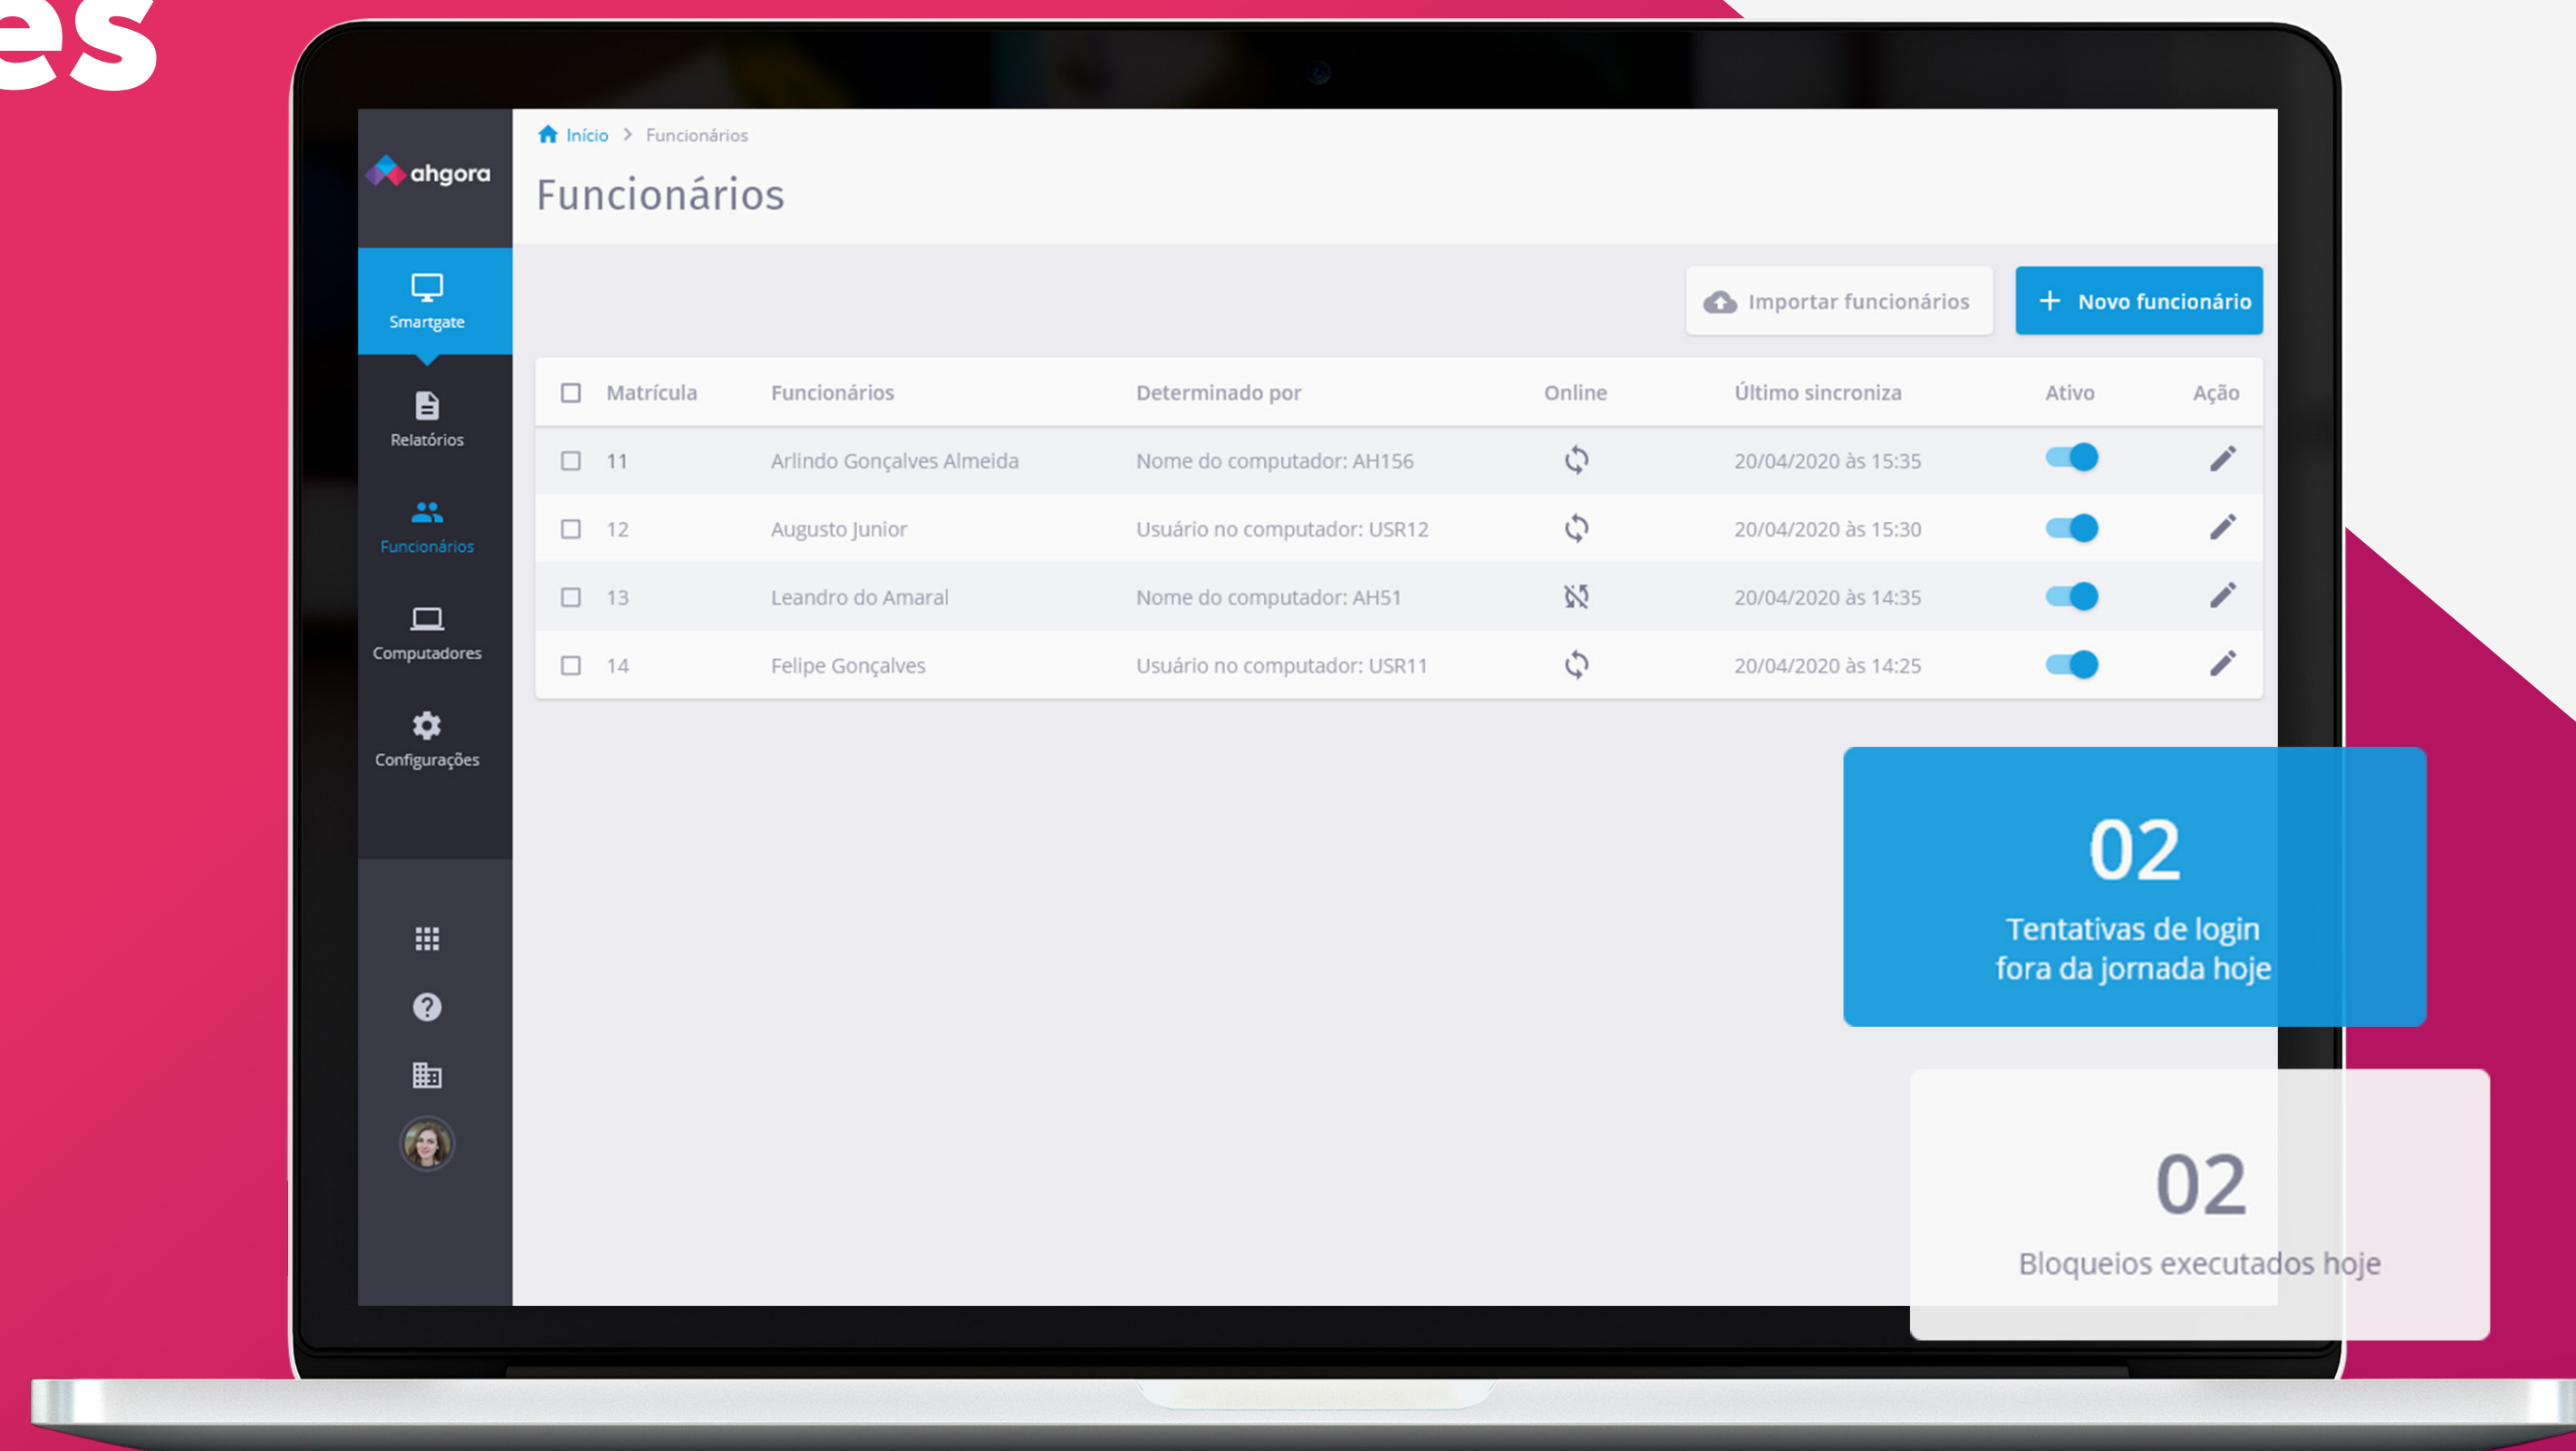 es
ahgora
Início > Funcionários
Funcionários
Smartgate
Relatórios
Funcionários
Computadores
Configurações
Importar funcionários
+ Novo funcionário
Matrícula Funcionários Determinado por Online Último sincroniza Ativo Ação
11 Arlindo Gonçalves Almeida Nome do computador: AH156 20/04/2020 às 15:35
12 Augusto Junior Usuário no computador: USR12 20/04/2020 às 15:30
13 Leandro do Amaral Nome do computador: AH51 20/04/2020 às 14:35
14 Felipe Gonçalves Usuário no computador: USR11 20/04/2020 às 14:25
02
Tentativas de login
fora da jornada hoje
02
Bloqueios executados hoje